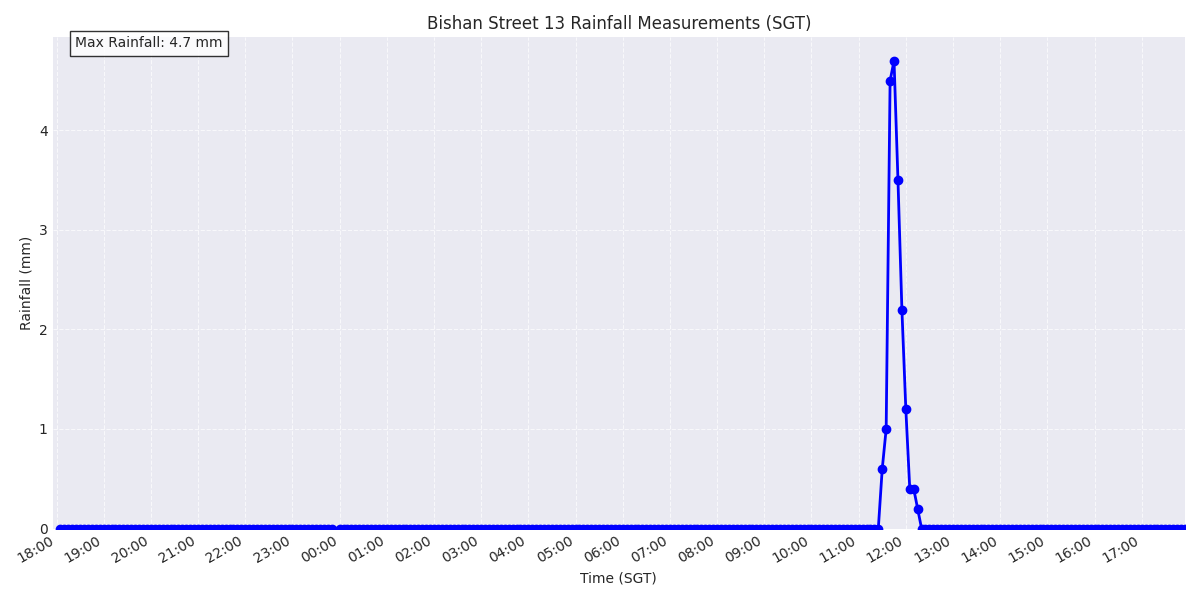 Bishan Street 13 Rainfall Measurements (SGT)
Max Rainfall: 4.7 mm
Rainfall (mm)
4
3
2
1
0
18:00 19:00 20:00 21:00 22:00 23:00 00:00 01:00 02:00 03:00 04:00 05:00 06:00 07:00 08:00 09:00 10:00 11:00 12:00 13:00 14:00 15:00 16:00 17:00
Time (SGT)